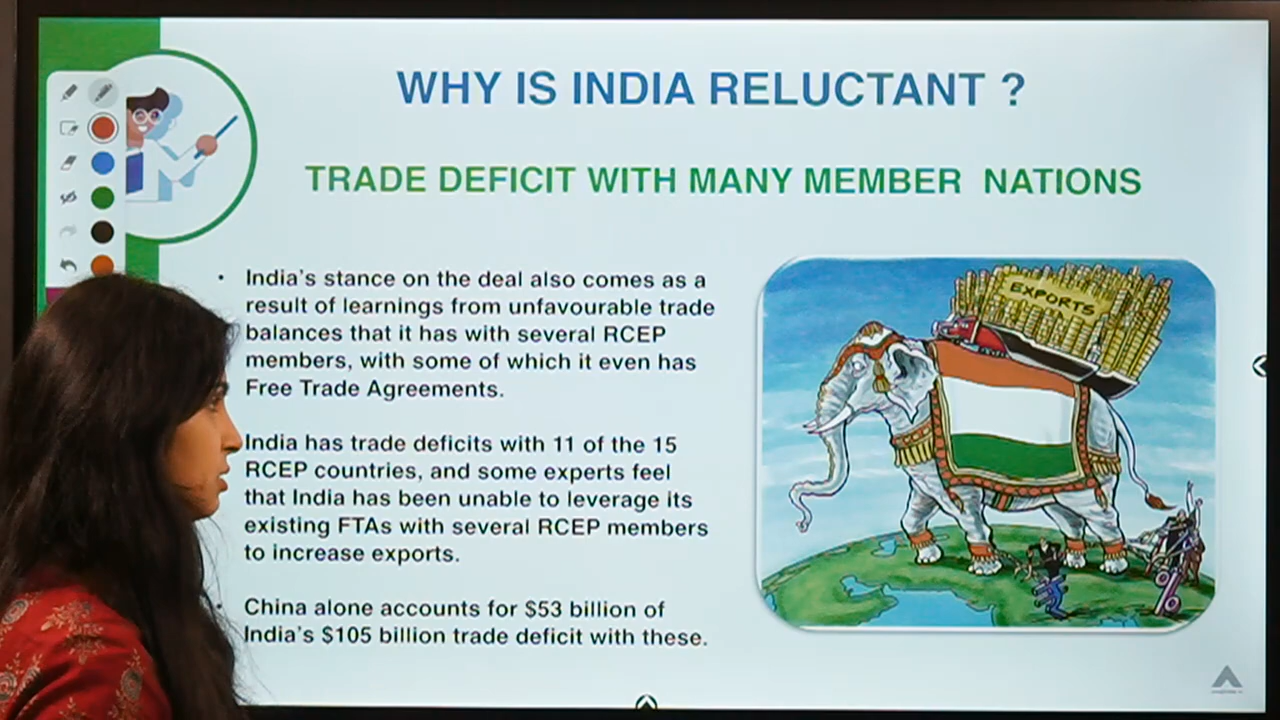 WHY IS INDIA RELUCTANT ?
TRADE DEFICIT WITH MANY MEMBER NATIONS
• India's stance on the deal also comes as a
result of learnings from unfavourable trade
balances that it has with several RCEP
members, with some of which it even has
Free Trade Agreements.
India has trade deficits with 11 of the 15
RCEP countries, and some experts feel
that India has been unable to leverage its
existing FTAs with several RCEP members
to increase exports.
• China alone accounts for $53 billion of
India's $105 billion trade deficit with these.
EXPORTS